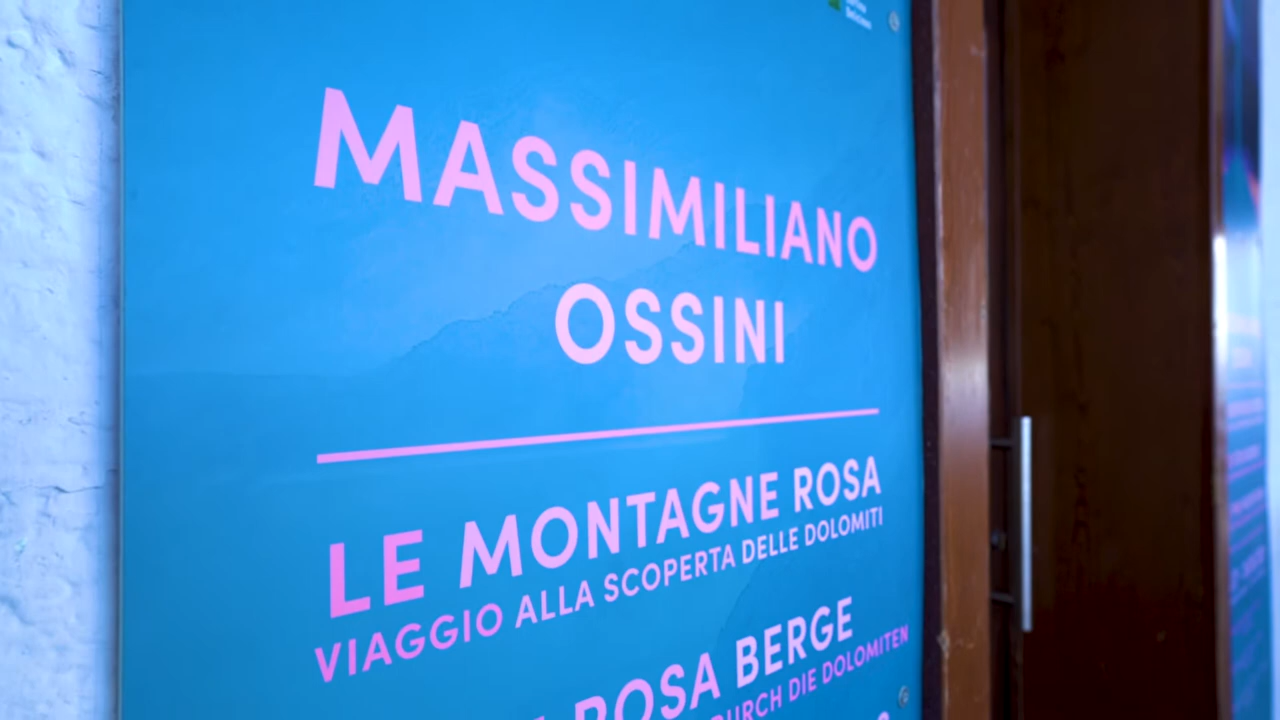 MASSIMILIANO
OSSINI
LE MONTAGNE ROSA
VIAGGIO ALLA SCOPERTA DELLE DOLOMITI
ROSA BERGE
DURCH DIE DOLOMITEN